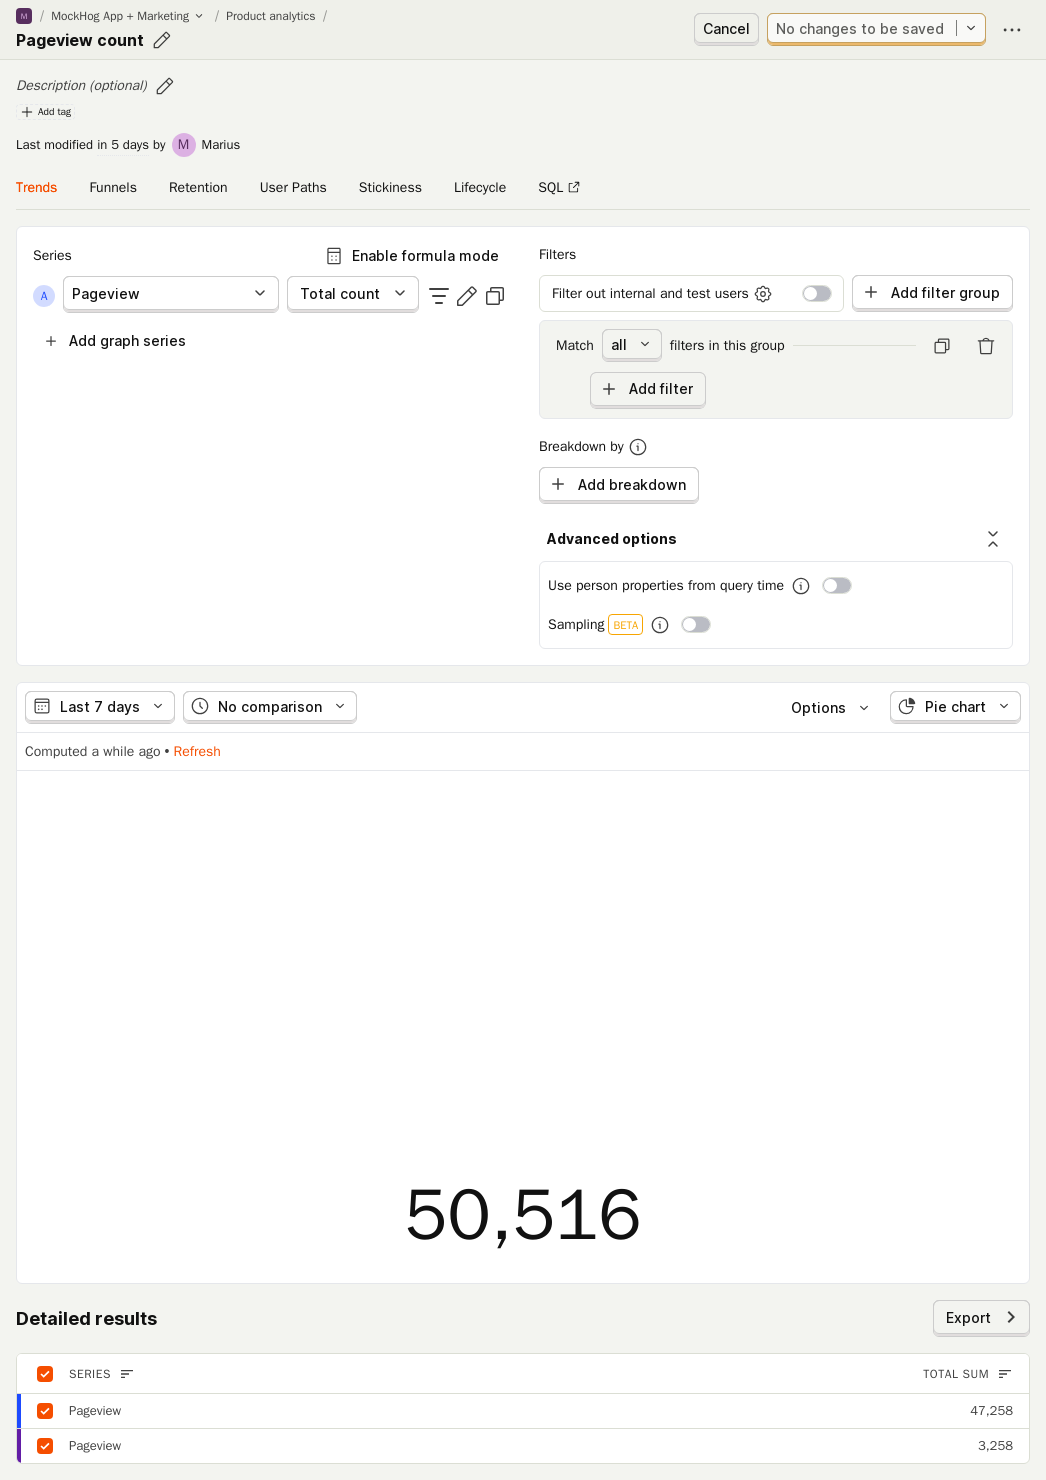 M / MockHog App + Marketing / Product analytics /
Pageview count
Cancel
No changes to be saved
Description (optional)
Add tag
Last modified in 5 days by M Marius
Trends Funnels Retention User Paths Stickiness Lifecycle SQL
Series
Enable formula mode
A Pageview Total count
Add graph series
Filters
Filter out internal and test users
Add filter group
Match all filters in this group
Add filter
Breakdown by
Add breakdown
Advanced options
Use person properties from query time
Sampling BETA
Last 7 days No comparison Options Pie chart
Computed a while ago • Refresh
50,516
Detailed results
Export
SERIES TOTAL SUM
Pageview 47,258
Pageview 3,258